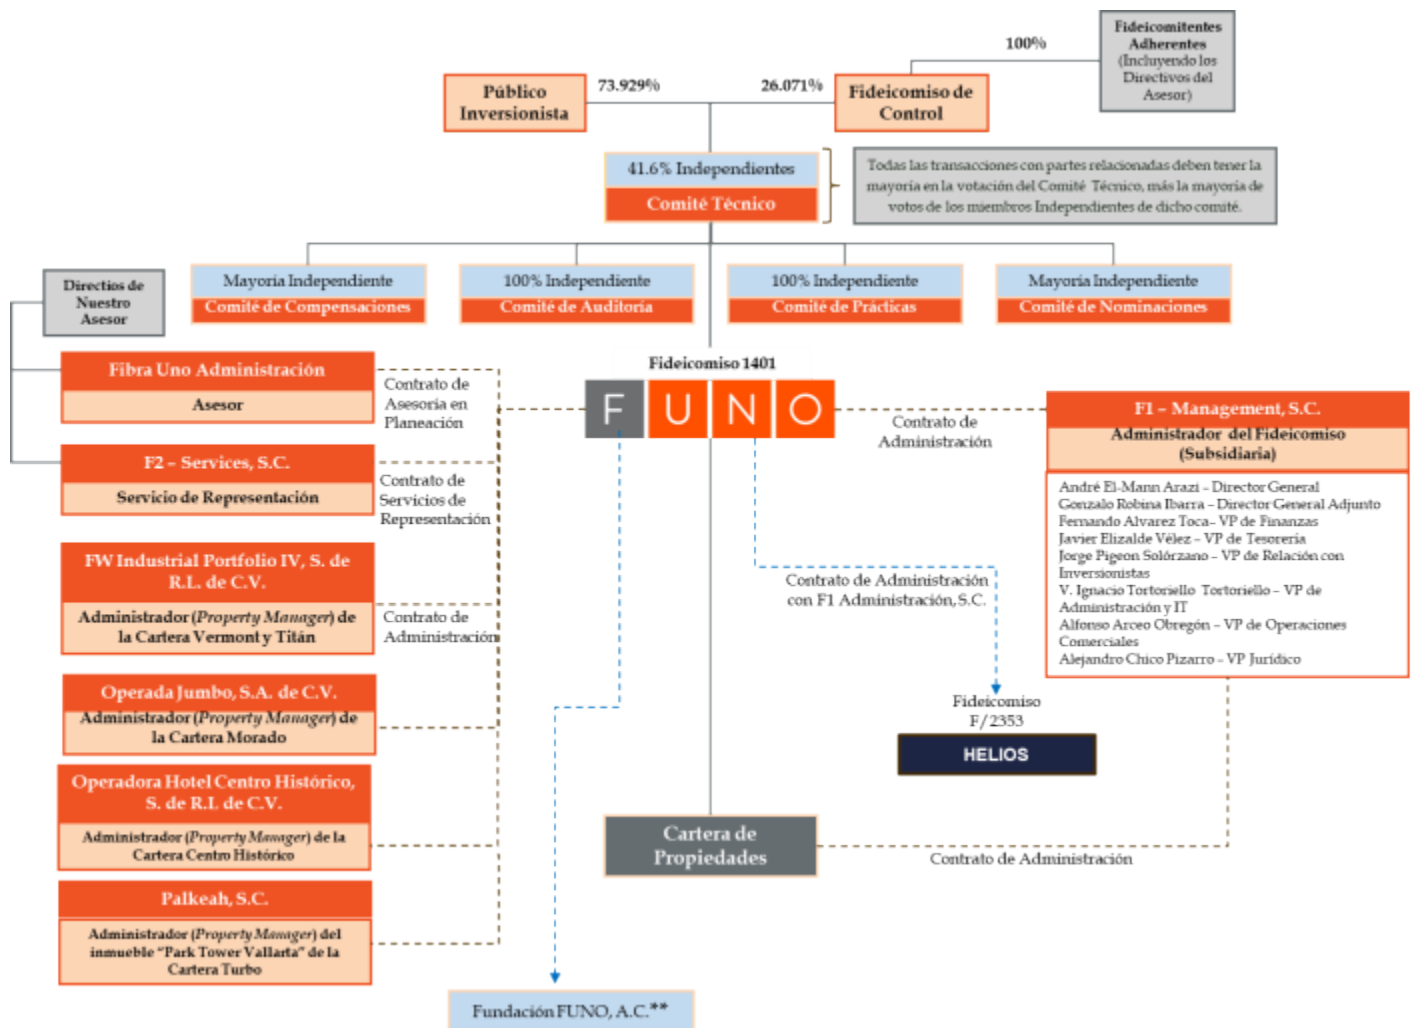 Fideicomitentes
Adherentes
(Incluyendo los
Directivos del
Asesor)
100%
Público
Inversionista
73.929%
26.071%
Fideicomiso de
Control
41.6% Independientes
Comité Técnico
Todas las transacciones con partes relacionadas deben tener la
mayoría en la votación del Comité Técnico, más la mayoría de
votos de los miembros Independientes de dicho comité.
Directios de
Nuestro
Asesor
Mayoría Independiente
Comité de Compensaciones
100% Independiente
Comité de Auditoría
100% Independiente
Comité de Prácticas
Mayoría Independiente
Comité de Nominaciones
Fideicomiso 1401
FUNO
Fibra Uno Administración
Asesor
Contrato de
Asesoría en
Planeación
F2 – Services, S.C.
Servicio de Representación
Contrato de
Servicios de
Representación
FW Industrial Portfolio IV, S. de
R.L. de C.V.
Administrador (Property Manager) de
la Cartera Vermont y Titán
Contrato de
Administración
Operada Jumbo, S.A. de C.V.
Administrador (Property Manager) de
la Cartera Morado
Operadora Hotel Centro Histórico,
S. de R.L de C.V.
Administrador (Property Manager) de la
Cartera Centro Histórico
Palkeah, S.C.
Administrador (Property Manager) del
inmueble “Park Tower Vallarta” de la
Cartera Turbo
Contrato de
Administración
F1 – Management, S.C.
Administrador del Fideicomiso
(Subsidiaria)
André El-Mann Arazi – Director General
Gonzalo Robina Ibarra – Director General Adjunto
Fernando Alvarez Toca– VP de Finanzas
Javier Elizalde Vélez – VP de Tesorería
Jorge Pigeon Solórzano – VP de Relación con
Inversionistas
V. Ignacio Tortoriello Tortoriello – VP de
Administración y IT
Alfonso Arceo Obregón – VP de Operaciones
Comerciales
Alejandro Chico Pizarro – VP Jurídico
Contrato de Administración
con F1 Administración, S.C.
Fideicomiso
F/2353
HELIOS
Cartera de
Propiedades
Contrato de Administración
Fundación FUNO, A.C.**